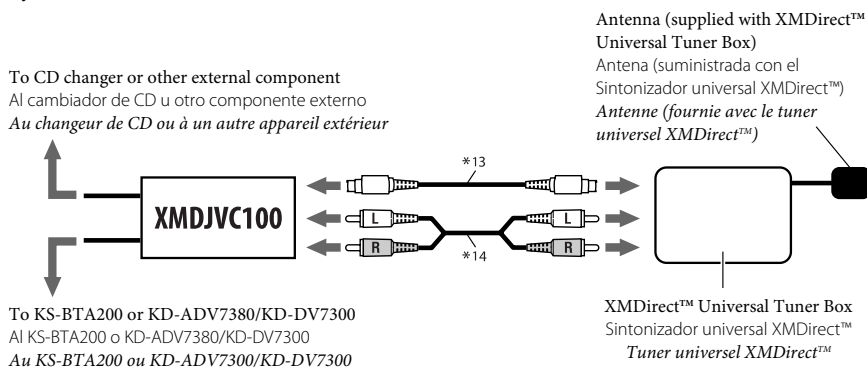 Antenna (supplied with XMDirect™
Universal Tuner Box)
Antena (suministrada con el
Sintonizador universal XMDirect™)
Antenne (fournie avec le tuner
universel XMDirect™)
To CD changer or other external component
Al cambiador de CD u otro componente externo
Au changeur de CD ou à un autre appareil extérieur
*13
XMDJVC100
L
L
R
R
*14
To KS-BTA200 or KD-ADV7380/KD-DV7300
Al KS-BTA200 o KD-ADV7380/KD-DV7300
Au KS-BTA200 ou KD-ADV7300/KD-DV7300
XMDirect™ Universal Tuner Box
Sintonizador universal XMDirect™
Tuner universel XMDirect™